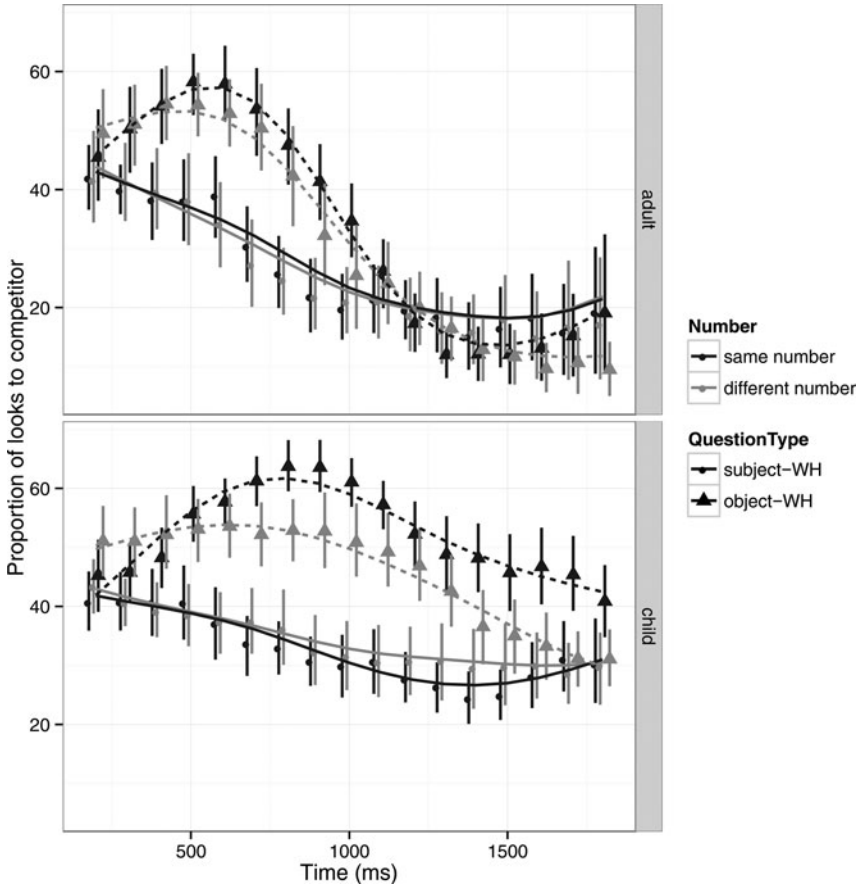 Proportion of looks to competitor
60
40
20
adult
60
40
20
child
500
1000
1500
Time (ms)
Number
same number
different number
QuestionType
subject-WH
object-WH